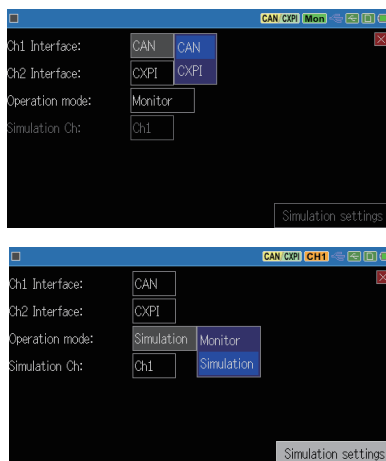 CAN CXPI Mon
Ch1 Interface: CAN CAN
Ch2 Interface: CXPI CXPI
Operation mode: Monitor
Simulation Ch: Ch1
Simulation settings
CAN CXPI CH1
Ch1 Interface: CAN
Ch2 Interface: CXPI
Operation mode: Simulation Monitor
Simulation Ch: Ch1 Simulation
Simulation settings